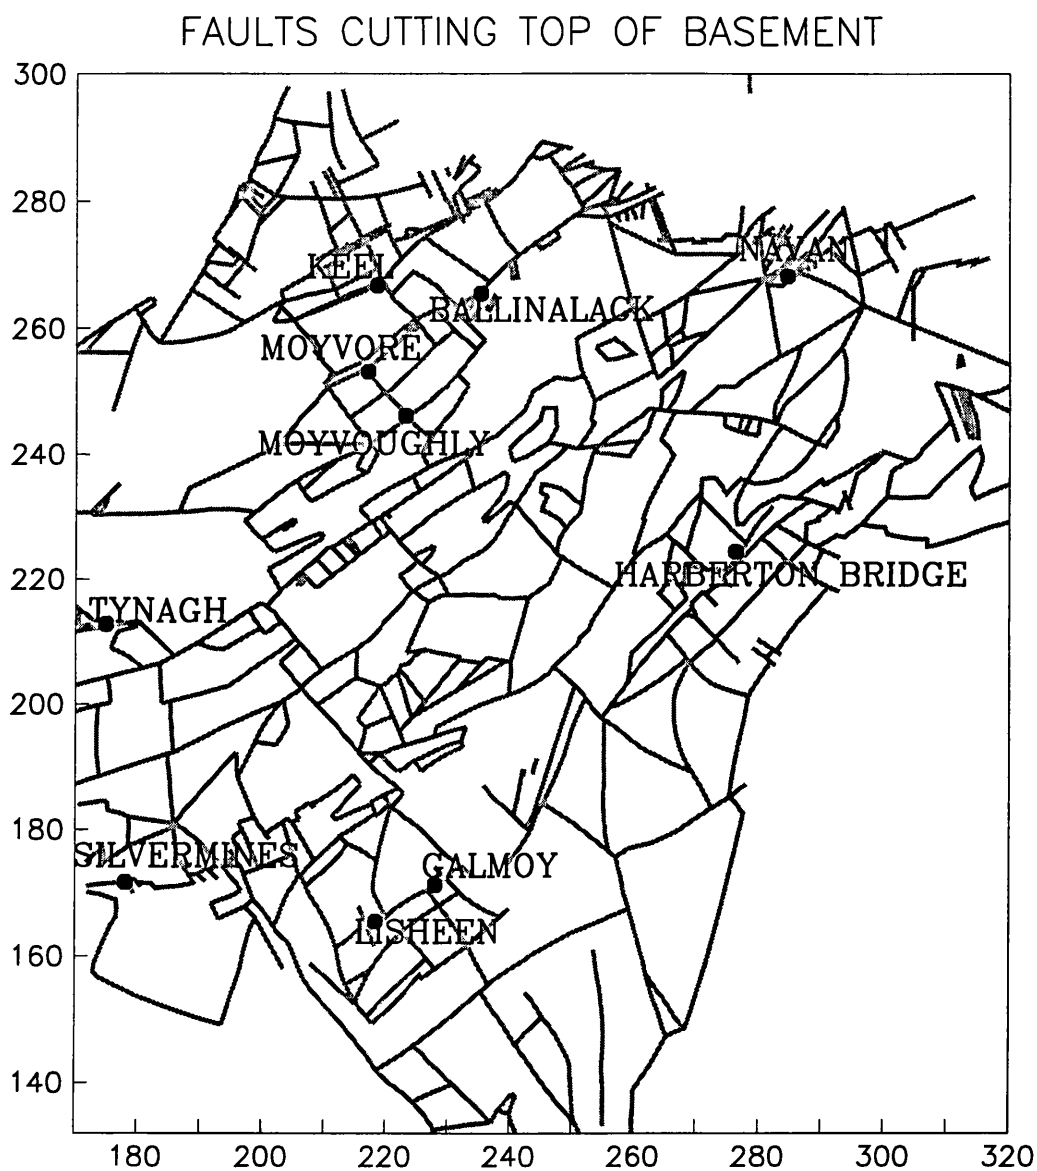 FAULTS CUTTING TOP OF BASEMENT
300
280
NAVAN
KEEL
BALLINALACK
260
MOYVORE
MOYVOUGHLY
240
220
HARBERTON BRIDGE
TYNAGH
200
180
SILVERMINES
GALMOY
LISHEEN
160
140
180 200 220 240 260 280 300 320